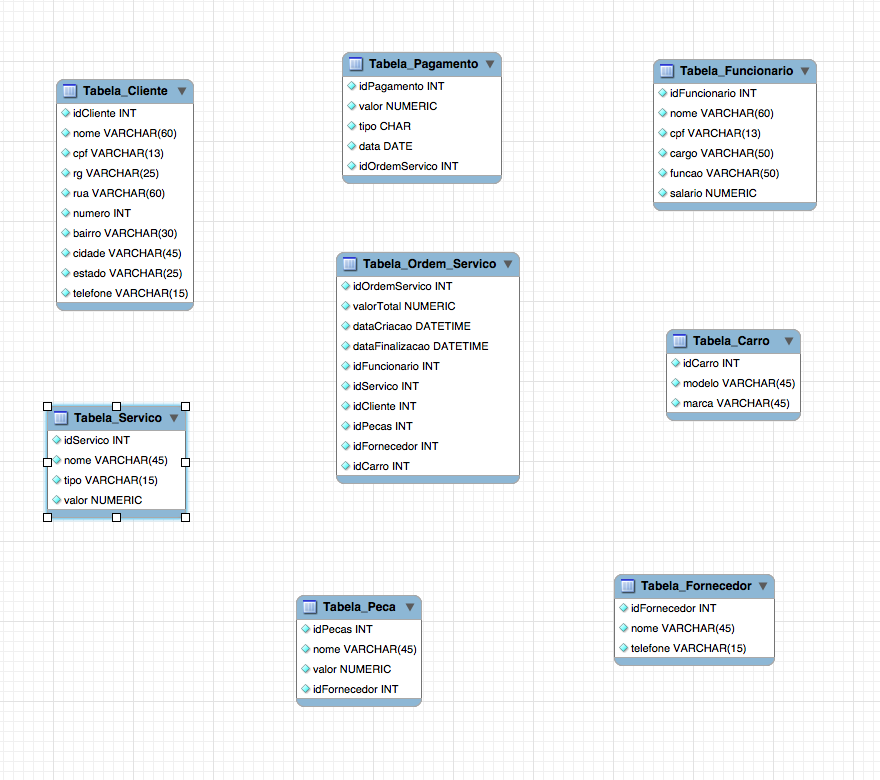 Tabela_Cliente
idCliente INT
nome VARCHAR(60)
cpf VARCHAR(13)
rg VARCHAR(25)
rua VARCHAR(60)
numero INT
bairro VARCHAR(30)
cidade VARCHAR(45)
estado VARCHAR(25)
telefone VARCHAR(15)
Tabela_Pagamento
idPagamento INT
valor NUMERIC
tipo CHAR
data DATE
idOrdemServico INT
Tabela_Funcionario
idFuncionario INT
nome VARCHAR(60)
cpf VARCHAR(13)
cargo VARCHAR(50)
funcao VARCHAR(50)
salario NUMERIC
Tabela_Ordem_Servico
idOrdemServico INT
valorTotal NUMERIC
dataCriacao DATETIME
dataFinalizacao DATETIME
idFuncionario INT
idServico INT
idCliente INT
idPecas INT
idFornecedor INT
idCarro INT
Tabela_Carro
idCarro INT
modelo VARCHAR(45)
marca VARCHAR(45)
Tabela_Servico
idServico INT
nome VARCHAR(45)
tipo VARCHAR(15)
valor NUMERIC
Tabela_Peca
idPecas INT
nome VARCHAR(45)
valor NUMERIC
idFornecedor INT
Tabela_Fornecedor
idFornecedor INT
nome VARCHAR(45)
telefone VARCHAR(15)